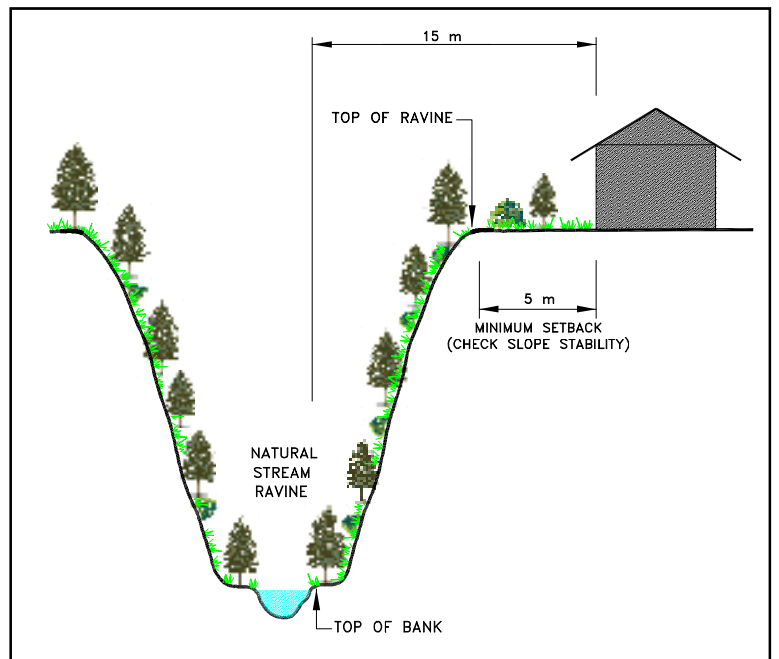 15 m
TOP OF RAVINE
5 m
MINIMUM SETBACK
(CHECK SLOPE STABILITY)
NATURAL
STREAM
RAVINE
TOP OF BANK